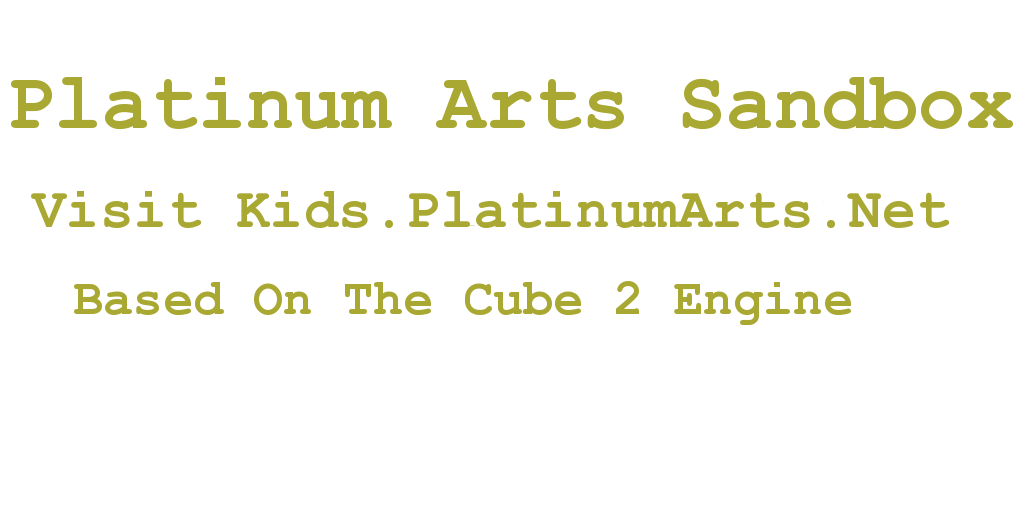 Platinum Arts Sandbox
Visit Kids.PlatinumArts.Net
Based On The Cube 2 Engine